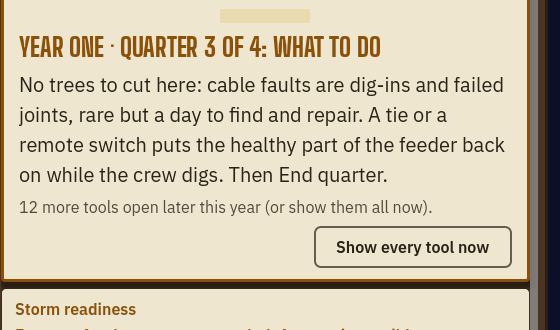 YEAR ONE · QUARTER 3 OF 4: WHAT TO DO
No trees to cut here: cable faults are dig-ins and failed
joints, rare but a day to find and repair. A tie or a
remote switch puts the healthy part of the feeder back
on while the crew digs. Then End quarter.
12 more tools open later this year (or show them all now).
Show every tool now
Storm readiness